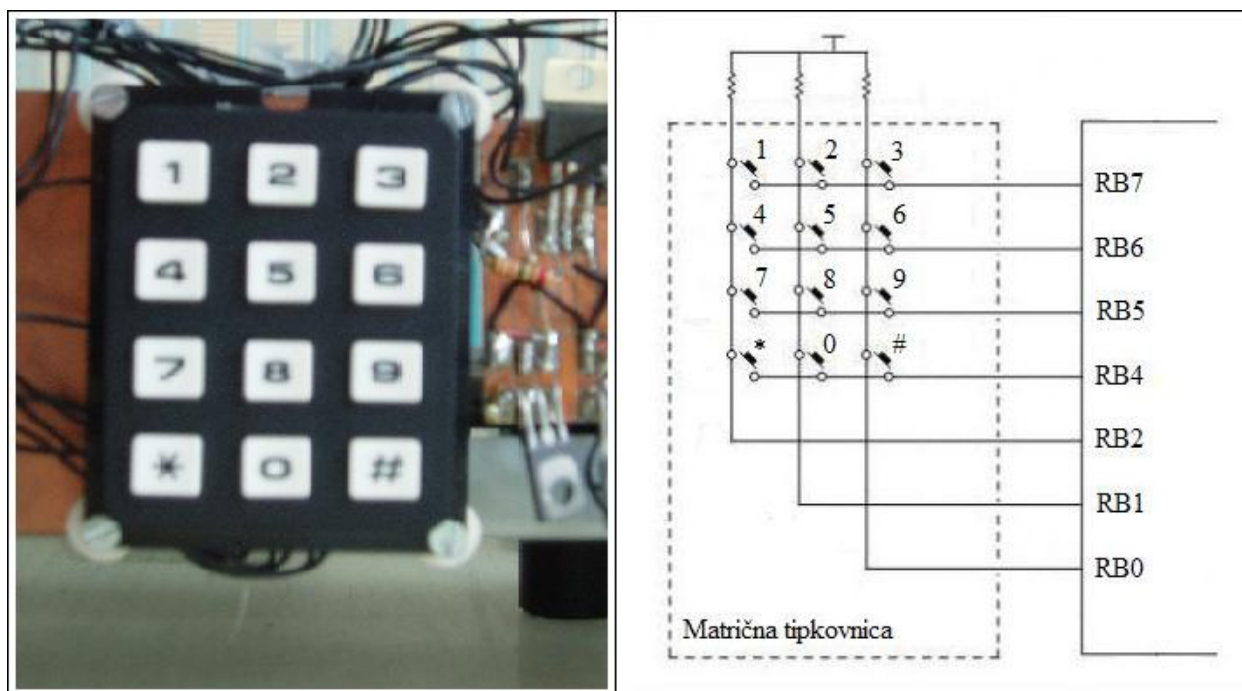 1 2 3
4 5 6
7 8 9
* 0 #
1 2 3
RB7
4 5 6
RB6
7 8 9
RB5
* 0 #
RB4
RB2
RB1
RB0
Matrična tipkovnica